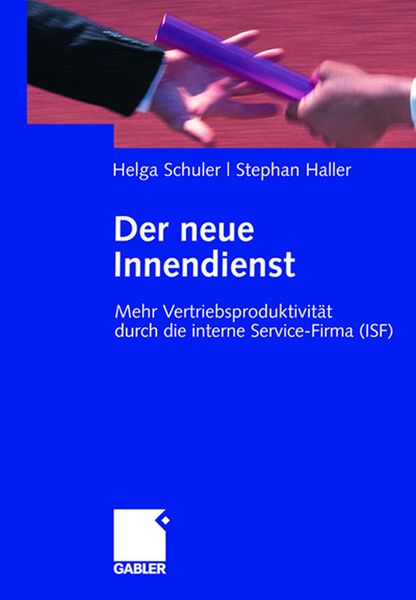 Helga Schuler | Stephan Haller
Der neue
Innendienst
Mehr Vertriebsproduktivität
durch die interne Service-Firma (ISF)
GABLER